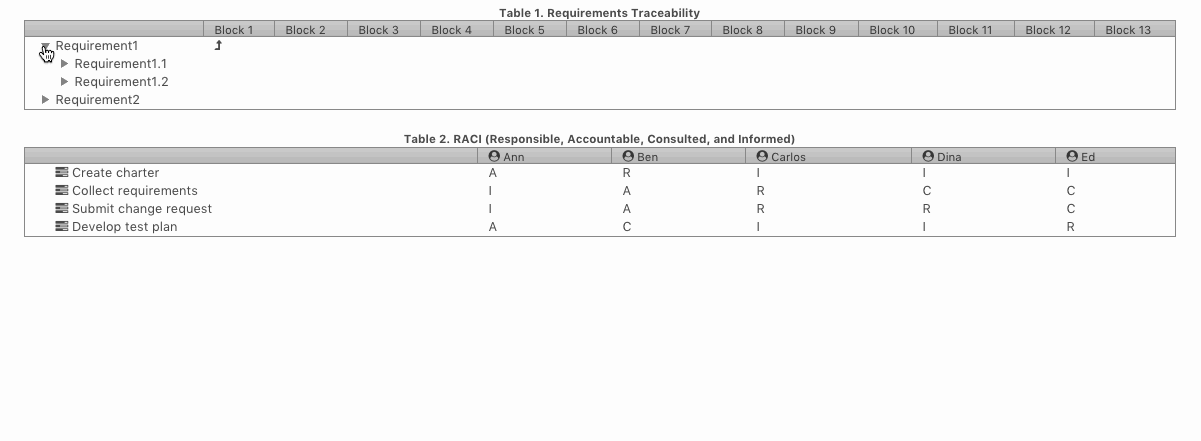 Table 1. Requirements Traceability
Block 1 Block 2 Block 3 Block 4 Block 5 Block 6 Block 7 Block 8 Block 9 Block 10 Block 11 Block 12 Block 13
Requirement1
Requirement1.1
Requirement1.2
Requirement2
Table 2. RACI (Responsible, Accountable, Consulted, and Informed)
Ann Ben Carlos Dina Ed
Create charter A R I I I
Collect requirements I A R C C
Submit change request I A R R C
Develop test plan A C I I R